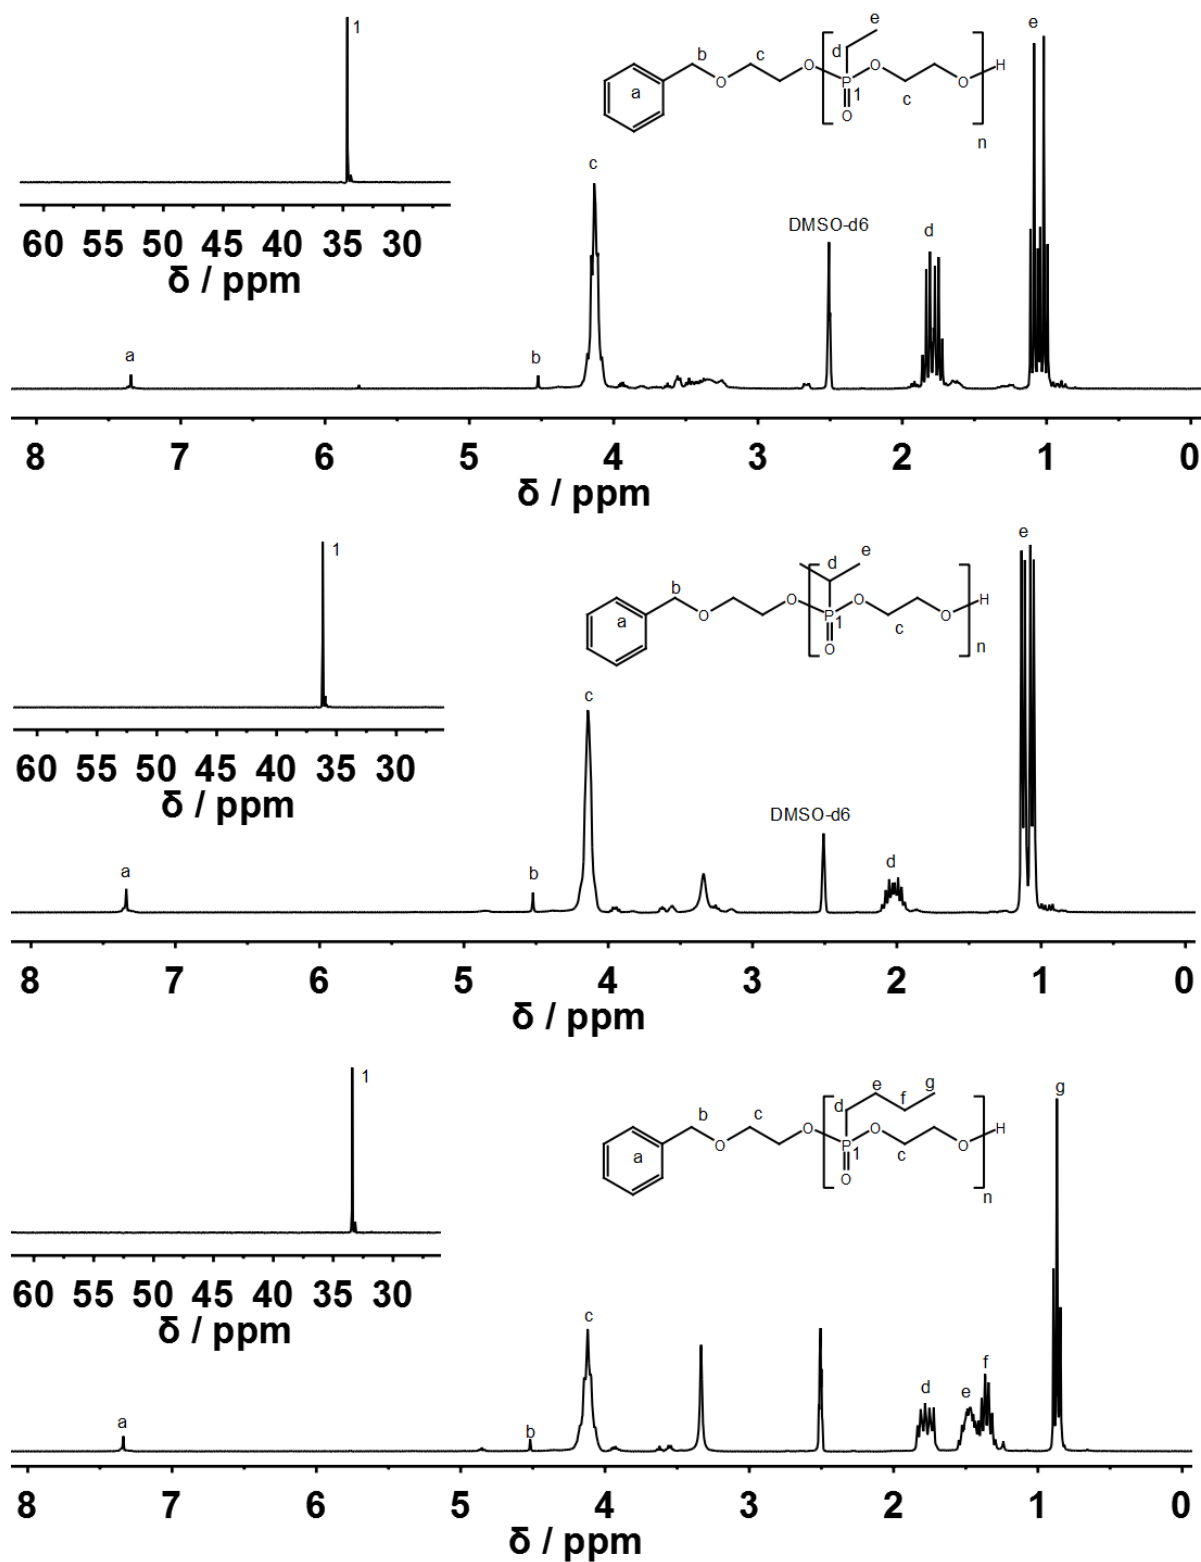 1
60 55 50 45 40 35 30
δ / ppm
e
d
b c O P 1 O
a O O c O H
n
c
DMSO-d6
d
e
a b
8 7 6 5 4 3 2 1 0
δ / ppm
1
60 55 50 45 40 35 30
δ / ppm
d e
b O P 1 O
a O O c O H
n
c
DMSO-d6
d
e
a b
8 7 6 5 4 3 2 1 0
δ / ppm
1
60 55 50 45 40 35 30
δ / ppm
e g
d f
b c O P 1 O
a O O c O H
n
c
d e f g
a b
8 7 6 5 4 3 2 1 0
δ / ppm